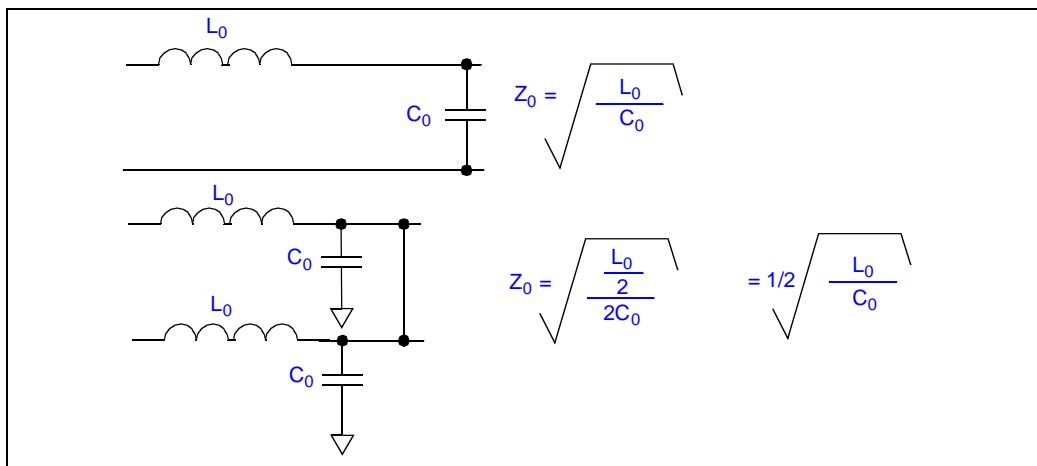 L₀
C₀
Z₀ = √(L₀/C₀)
L₀
C₀
L₀
C₀
Z₀ = √((L₀/2)/(2C₀)) = 1/2 √(L₀/C₀)